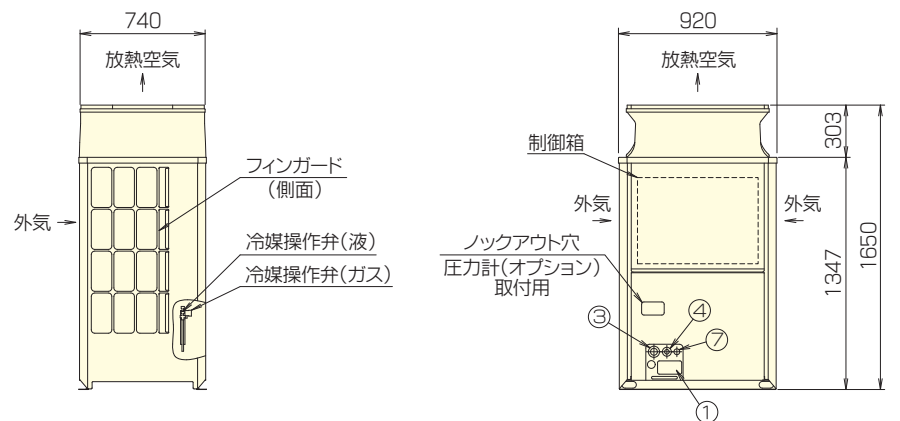 740
放熱空気
フィンガード
(側面)
外気
冷媒操作弁(液)
冷媒操作弁(ガス)
920
放熱空気
303
制御箱
外気
外気
ノックアウト穴
圧力計(オプション)
取付用
1347
1650
③
④
⑦
①